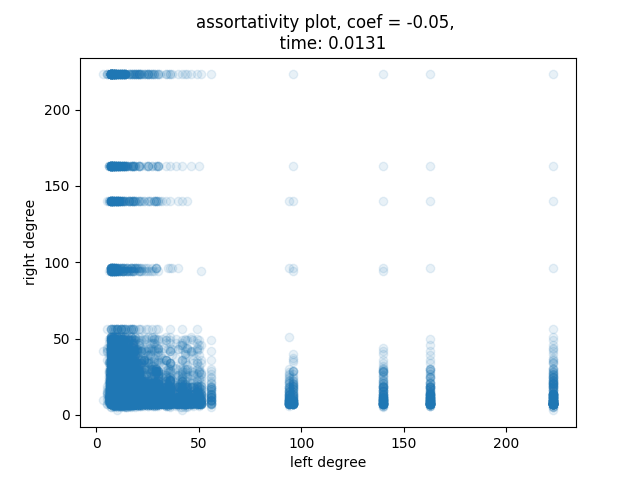 assortativity plot, coef = -0.05,
time: 0.0131
200
150
100
50
0
right degree
0 50 100 150 200
left degree